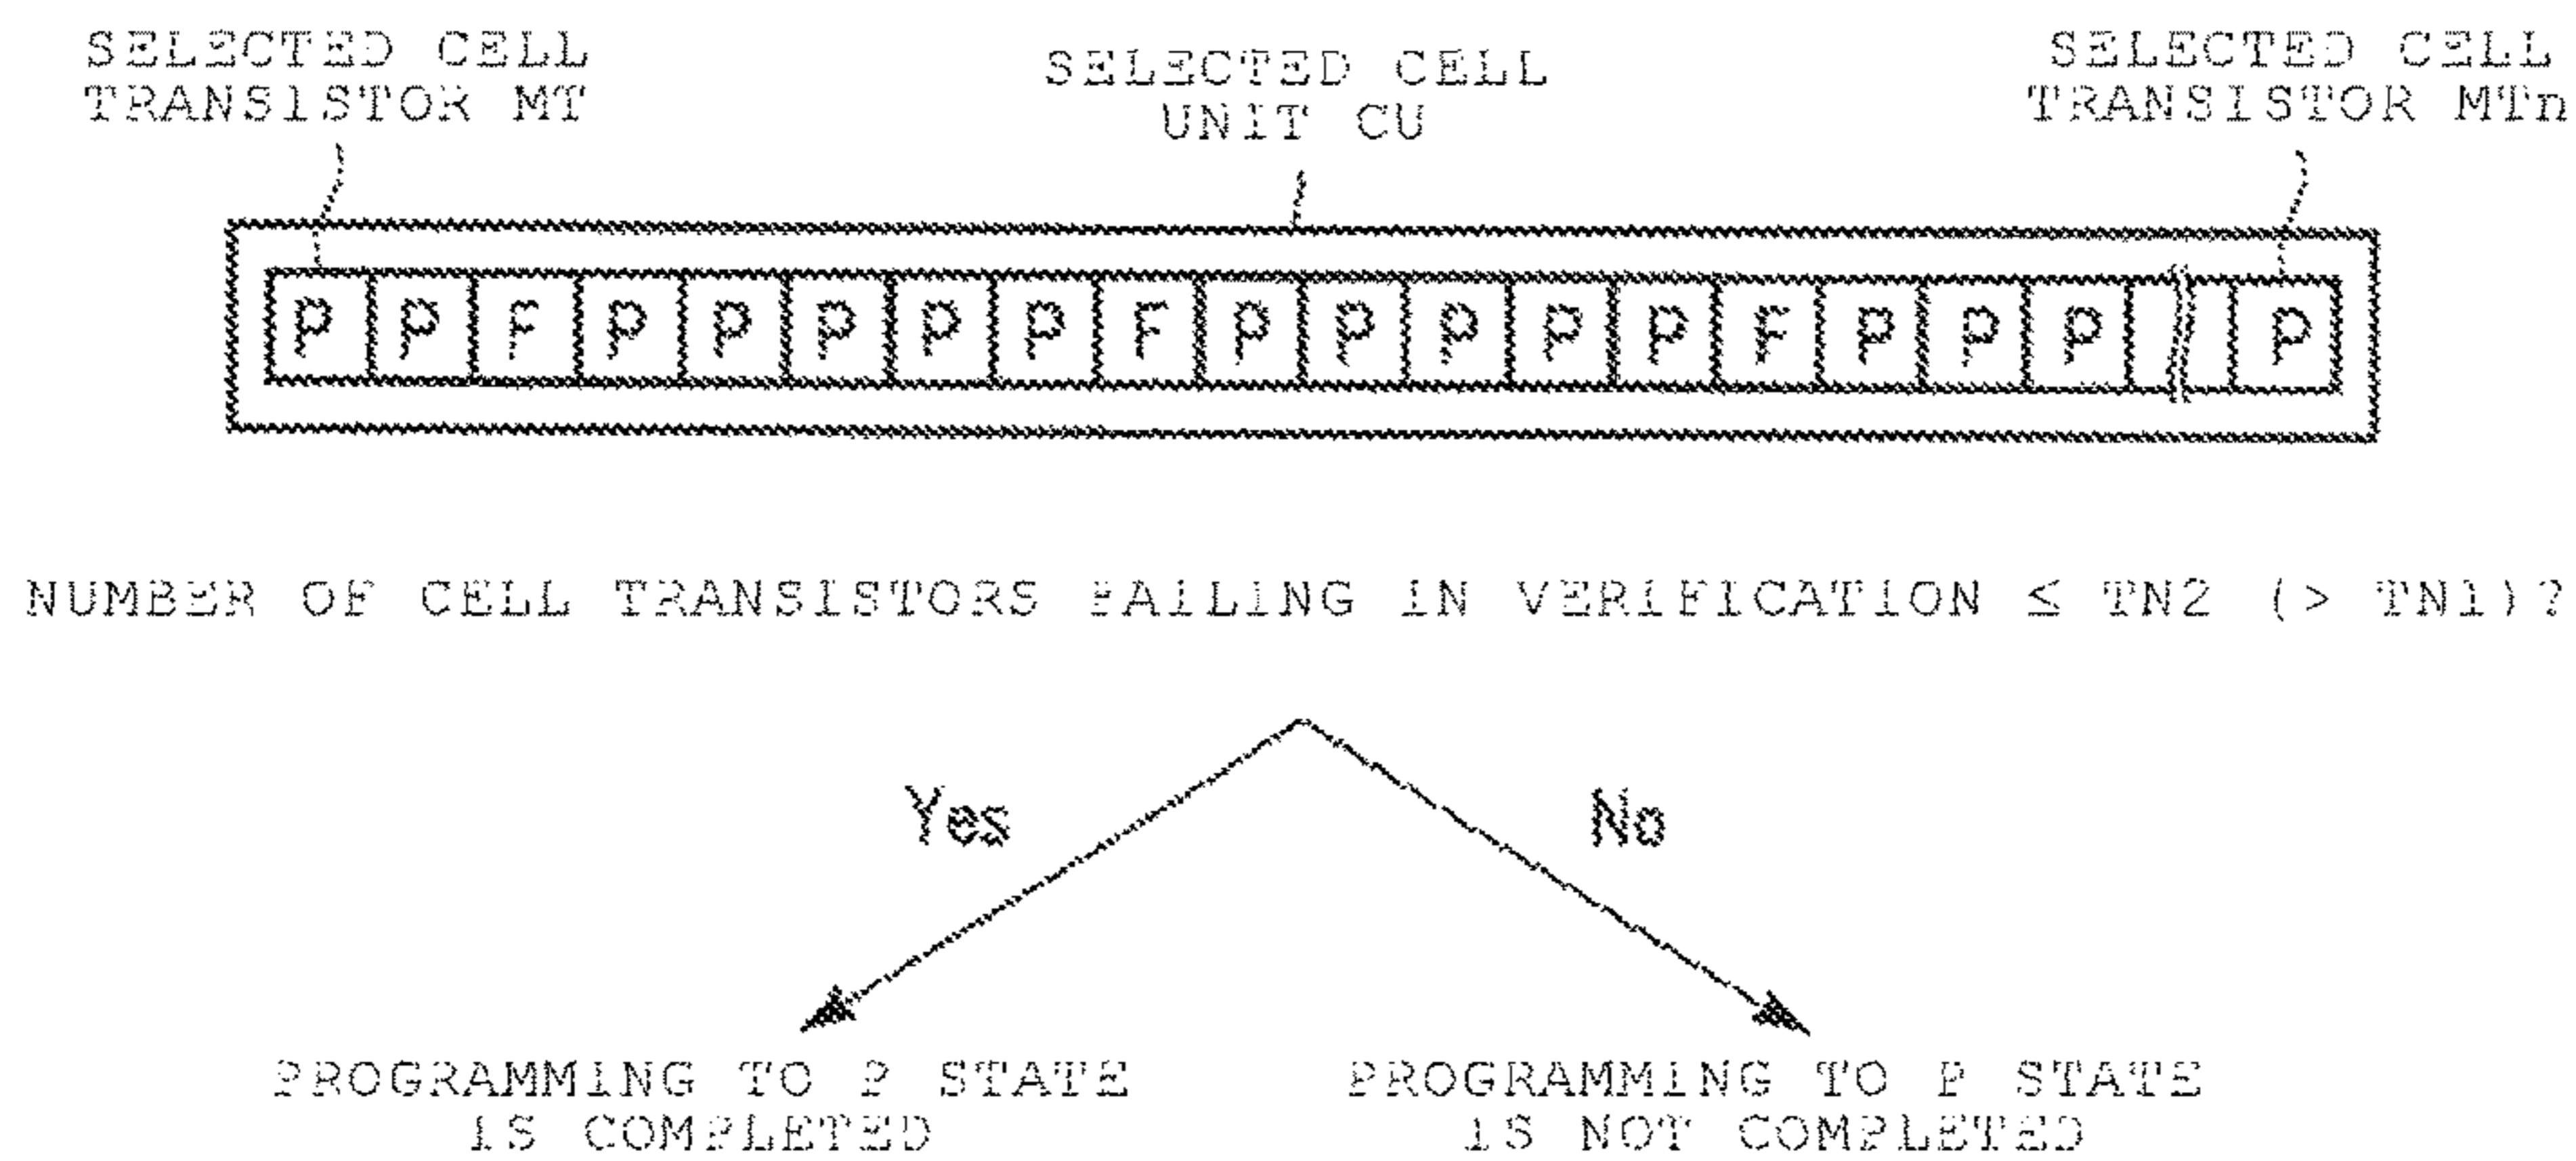 SELECTED CELL
TRANSISTOR MT
SELECTED CELL
UNIT CU
SELECTED CELL
TRANSISTOR MTn
P P F P P P P P F P P P P P F P P P P
NUMBER OF CELL TRANSISTORS FAILING IN VERIFICATION ≤ TN2 (> TN1)?
Yes
No
PROGRAMMING TO P STATE
IS COMPLETED
PROGRAMMING TO P STATE
IS NOT COMPLETED